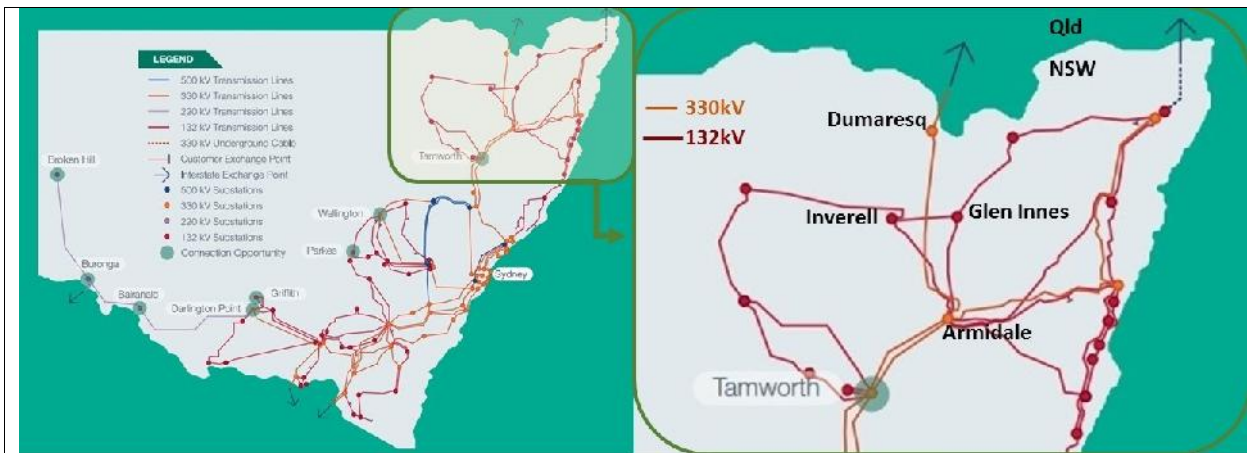 LEGEND
500 kV Transmission Lines
330 kV Transmission Lines
220 kV Transmission Lines
132 kV Transmission Lines
330 kV Underground Cable
Customer Exchange Point
Interstate Exchange Point
500 kV Substations
330 kV Substations
220 kV Substations
132 kV Substations
Connection Opportunity
Broken Hill
Buronga
Balranald
Darlington Point
Griffith
Parkes
Wellington
Tamworth
Sydney
Qld
NSW
330kV
132kV
Dumaresq
Inverell
Glen Innes
Armidale
Tamworth